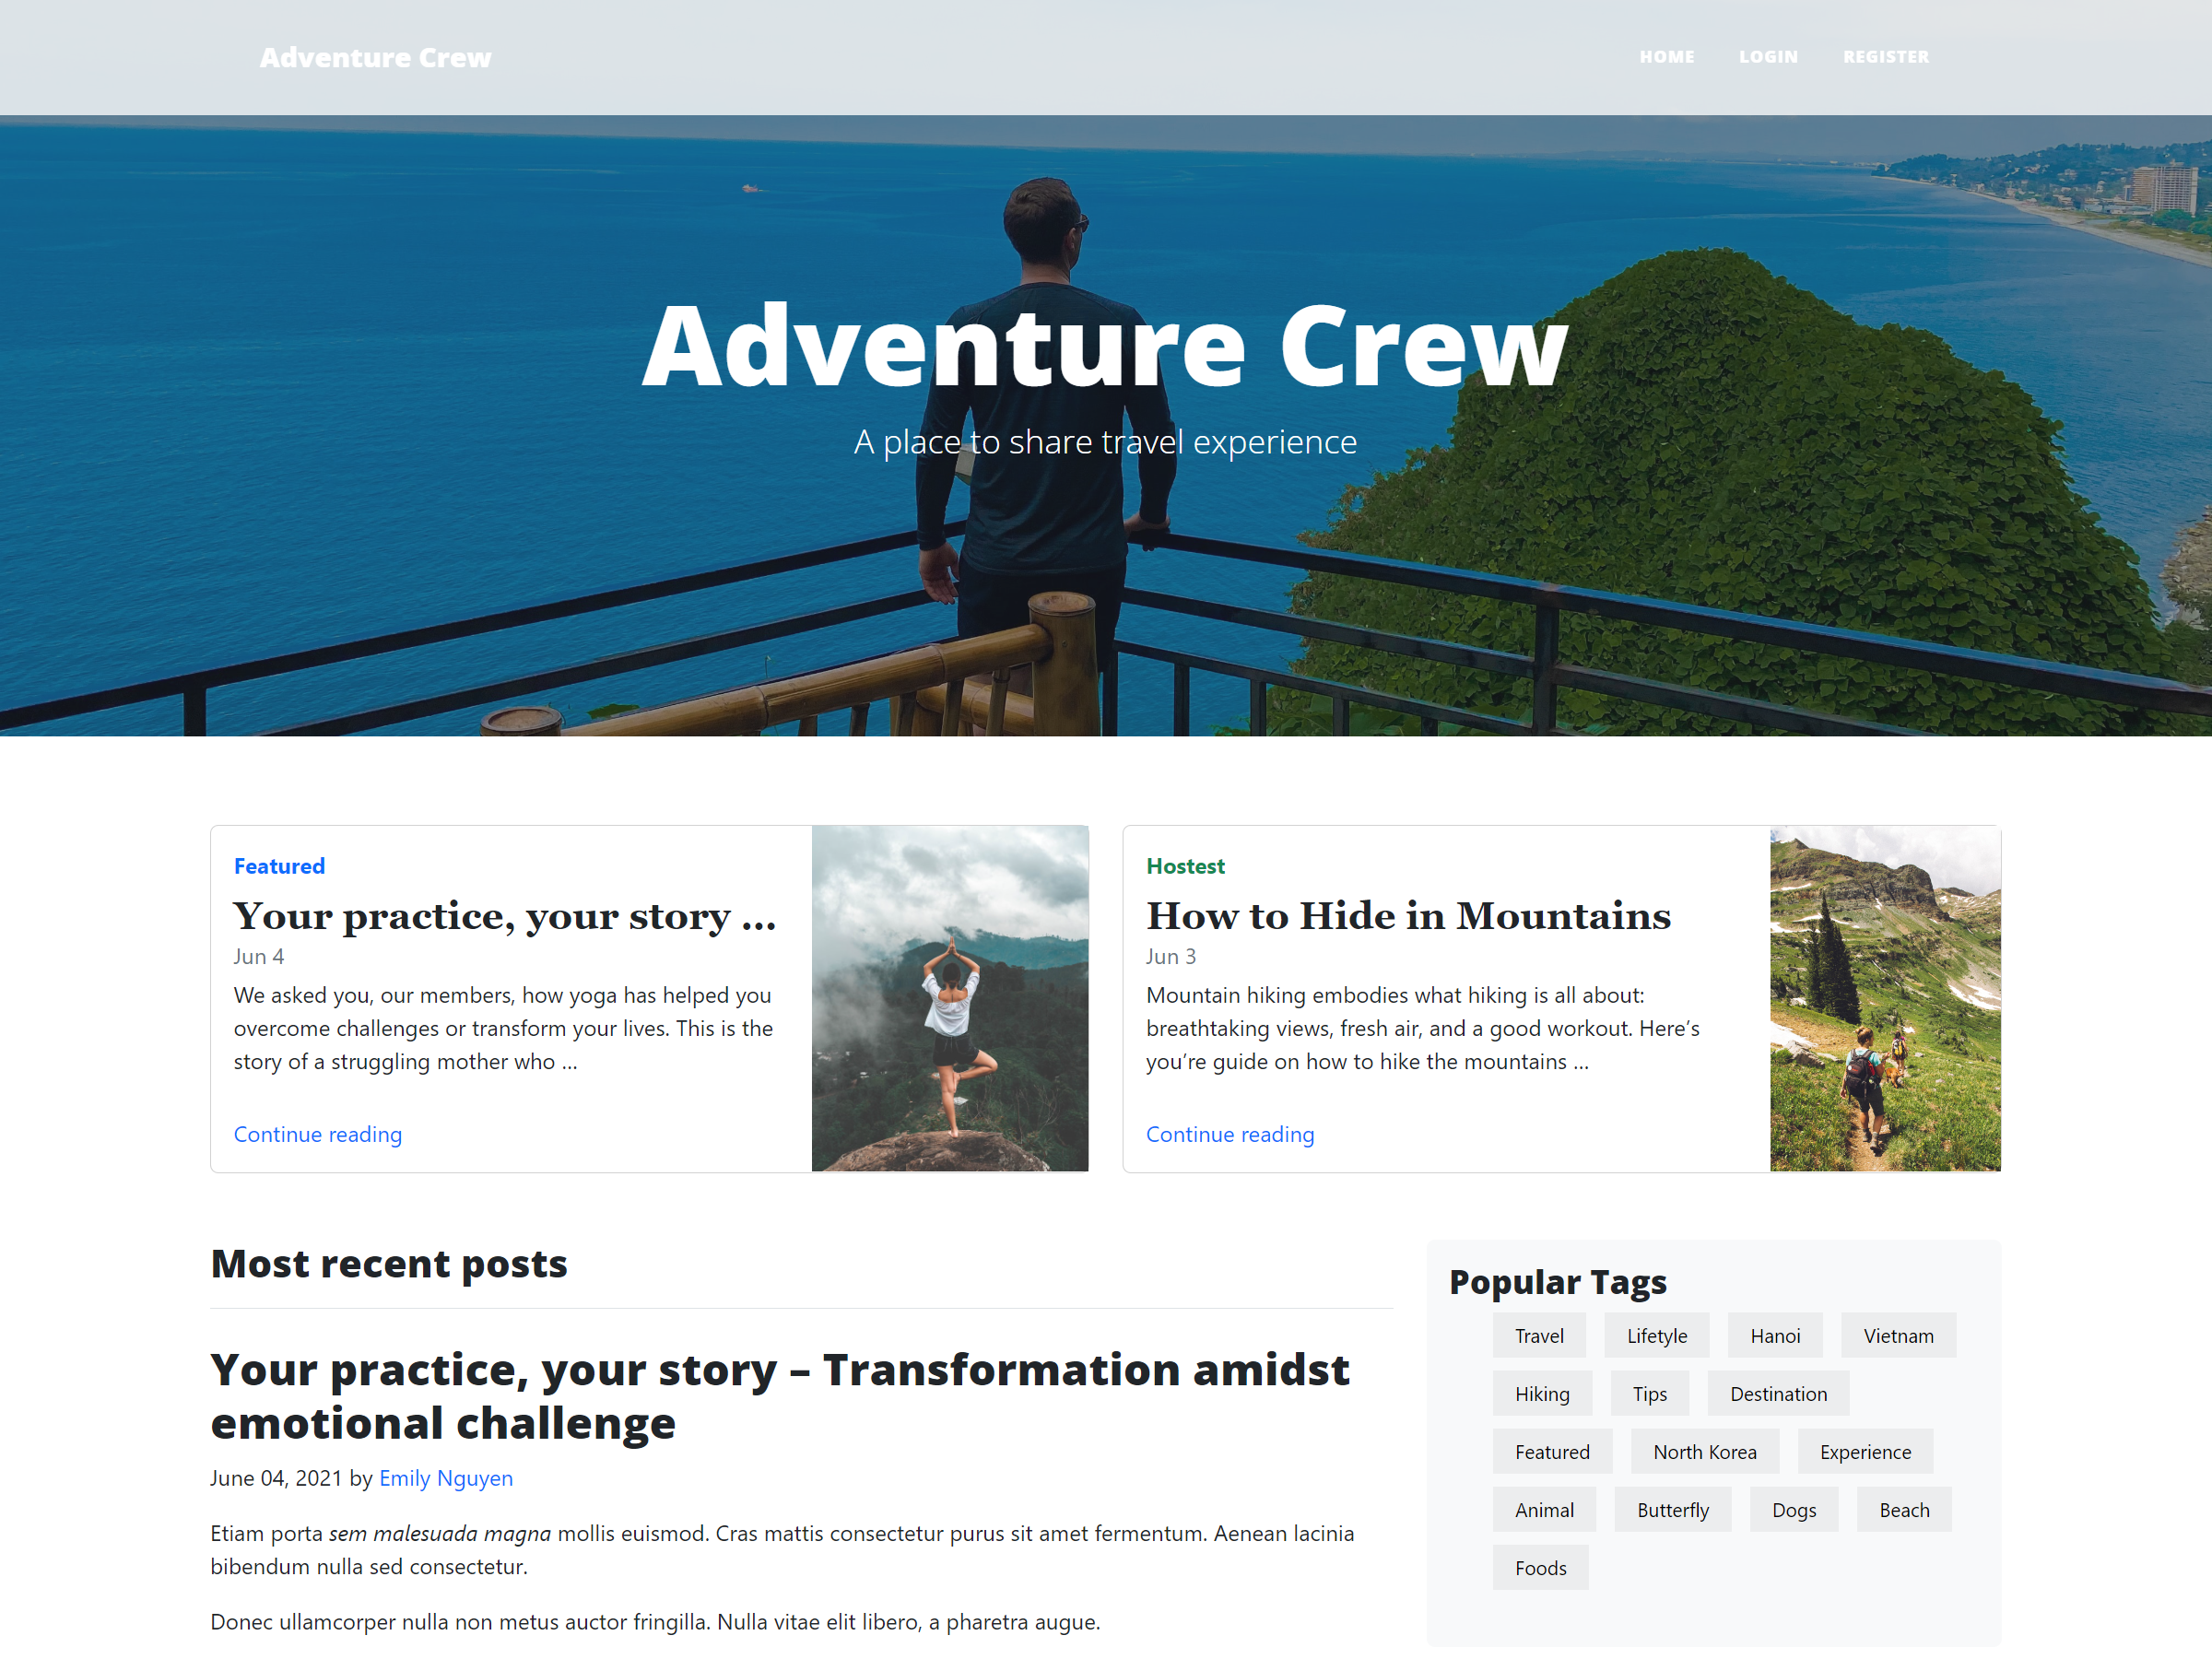 Adventure Crew
HOME LOGIN REGISTER
Adventure Crew
A place to share travel experience
Featured
Your practice, your story ...
Jun 4
We asked you, our members, how yoga has helped you
overcome challenges or transform your lives. This is the
story of a struggling mother who ...
Continue reading
Hostest
How to Hide in Mountains
Jun 3
Mountain hiking embodies what hiking is all about:
breathtaking views, fresh air, and a good workout. Here’s
you’re guide on how to hike the mountains ...
Continue reading
Most recent posts
Your practice, your story – Transformation amidst
emotional challenge
June 04, 2021 by Emily Nguyen
Etiam porta sem malesuada magna mollis euismod. Cras mattis consectetur purus sit amet fermentum. Aenean lacinia
bibendum nulla sed consectetur.
Donec ullamcorper nulla non metus auctor fringilla. Nulla vitae elit libero, a pharetra augue.
Popular Tags
Travel Lifetyle Hanoi Vietnam
Hiking Tips Destination
Featured North Korea Experience
Animal Butterfly Dogs Beach
Foods